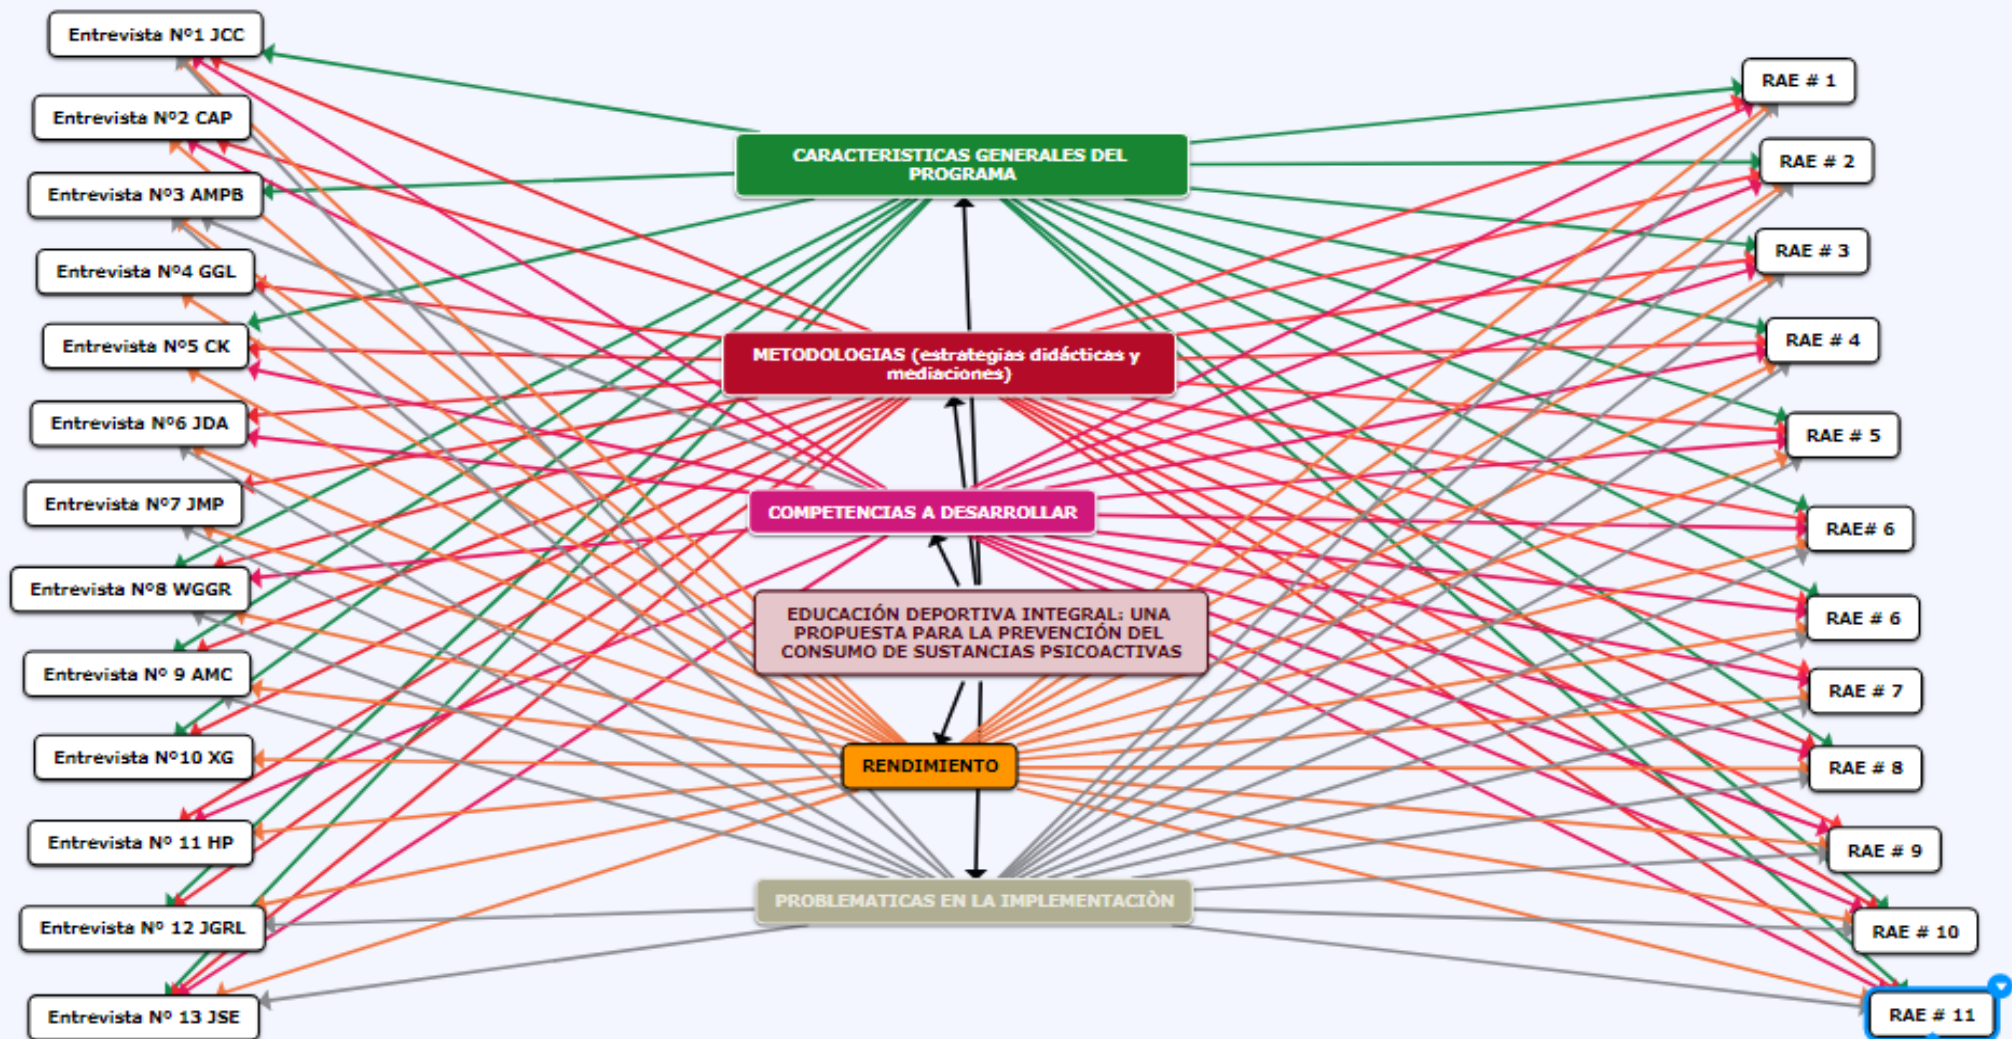 Entrevista Nº1 JCC
Entrevista Nº2 CAP
Entrevista Nº3 AMPB
Entrevista Nº4 GGL
Entrevista Nº5 CK
Entrevista Nº6 JDA
Entrevista Nº7 JMP
Entrevista Nº8 WGGR
Entrevista Nº 9 AMC
Entrevista Nº10 XG
Entrevista Nº 11 HP
Entrevista Nº 12 JGRL
Entrevista Nº 13 JSE
CARACTERISTICAS GENERALES DEL
PROGRAMA
METODOLOGIAS (estrategias didácticas y
mediaciones)
COMPETENCIAS A DESARROLLAR
EDUCACIÓN DEPORTIVA INTEGRAL: UNA
PROPUESTA PARA LA PREVENCIÓN DEL
CONSUMO DE SUSTANCIAS PSICOACTIVAS
RENDIMIENTO
PROBLEMATICAS EN LA IMPLEMENTACIÒN
RAE # 1
RAE # 2
RAE # 3
RAE # 4
RAE # 5
RAE# 6
RAE # 6
RAE # 7
RAE # 8
RAE # 9
RAE # 10
RAE # 11